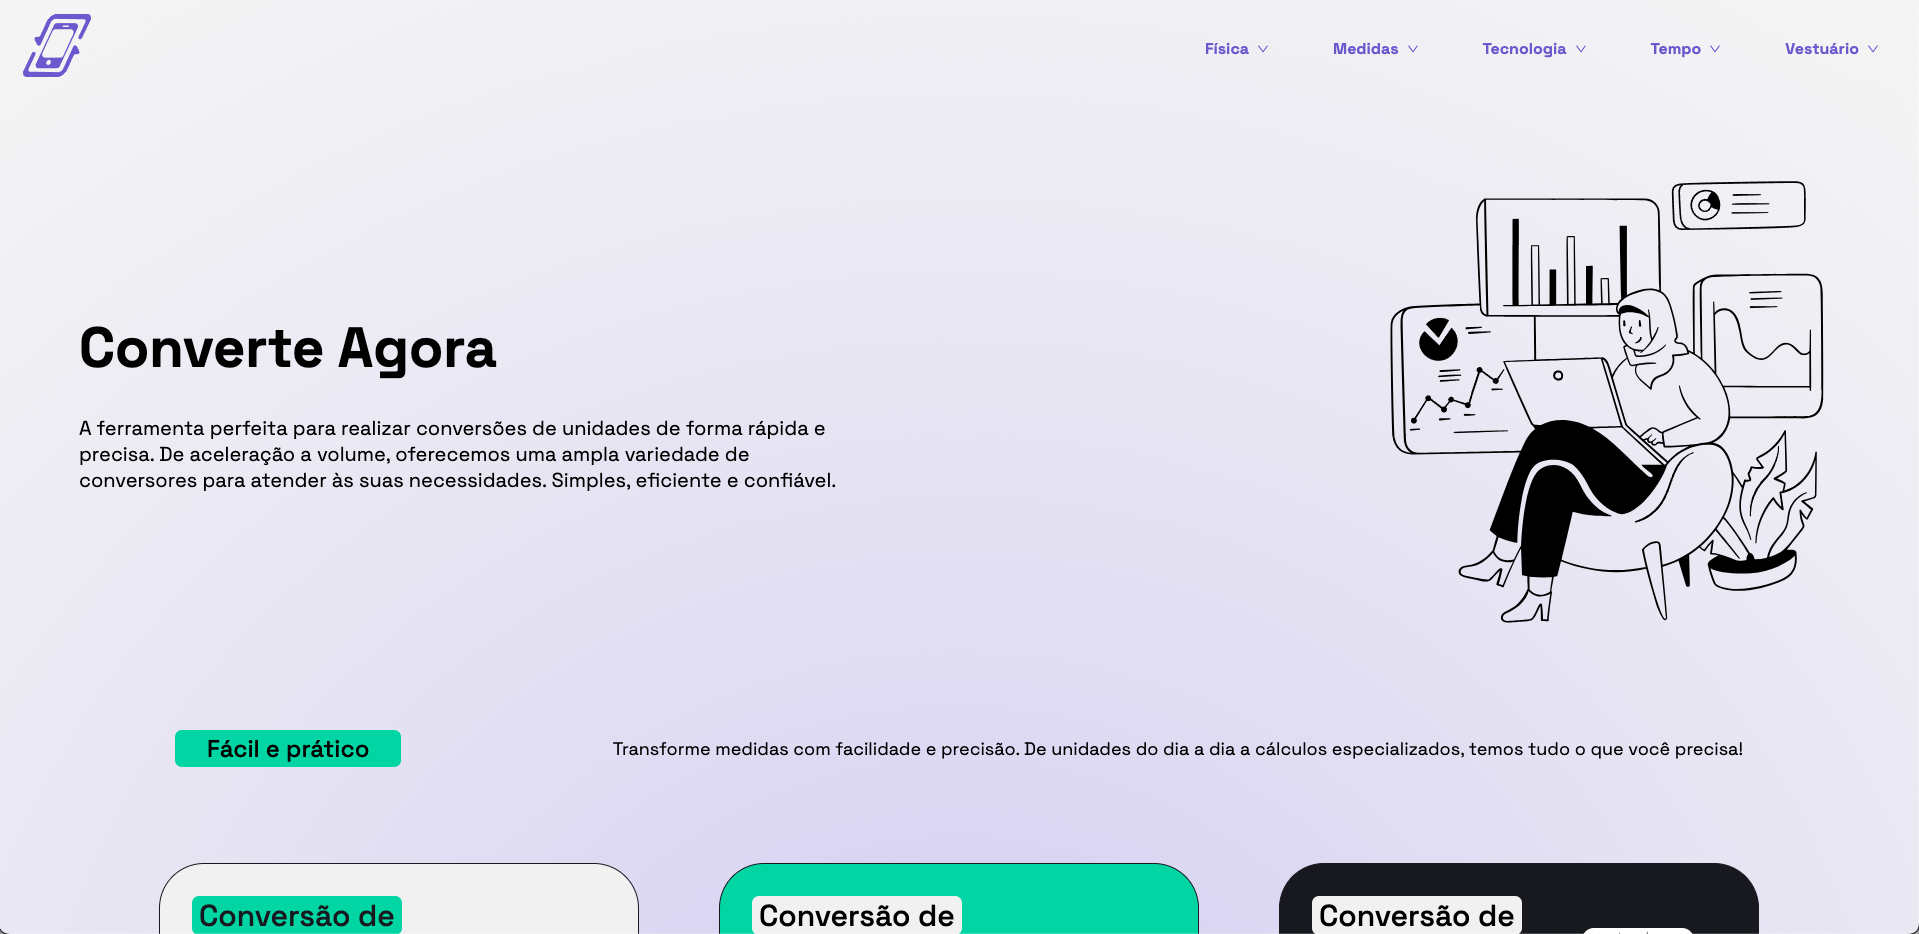 Física
Medidas
Tecnologia
Tempo
Vestuário
Converte Agora
A ferramenta perfeita para realizar conversões de unidades de forma rápida e
precisa. De aceleração a volume, oferecemos uma ampla variedade de
conversores para atender às suas necessidades. Simples, eficiente e confiável.
Fácil e prático
Transforme medidas com facilidade e precisão. De unidades do dia a dia a cálculos especializados, temos tudo o que você precisa!
Conversão de
Conversão de
Conversão de